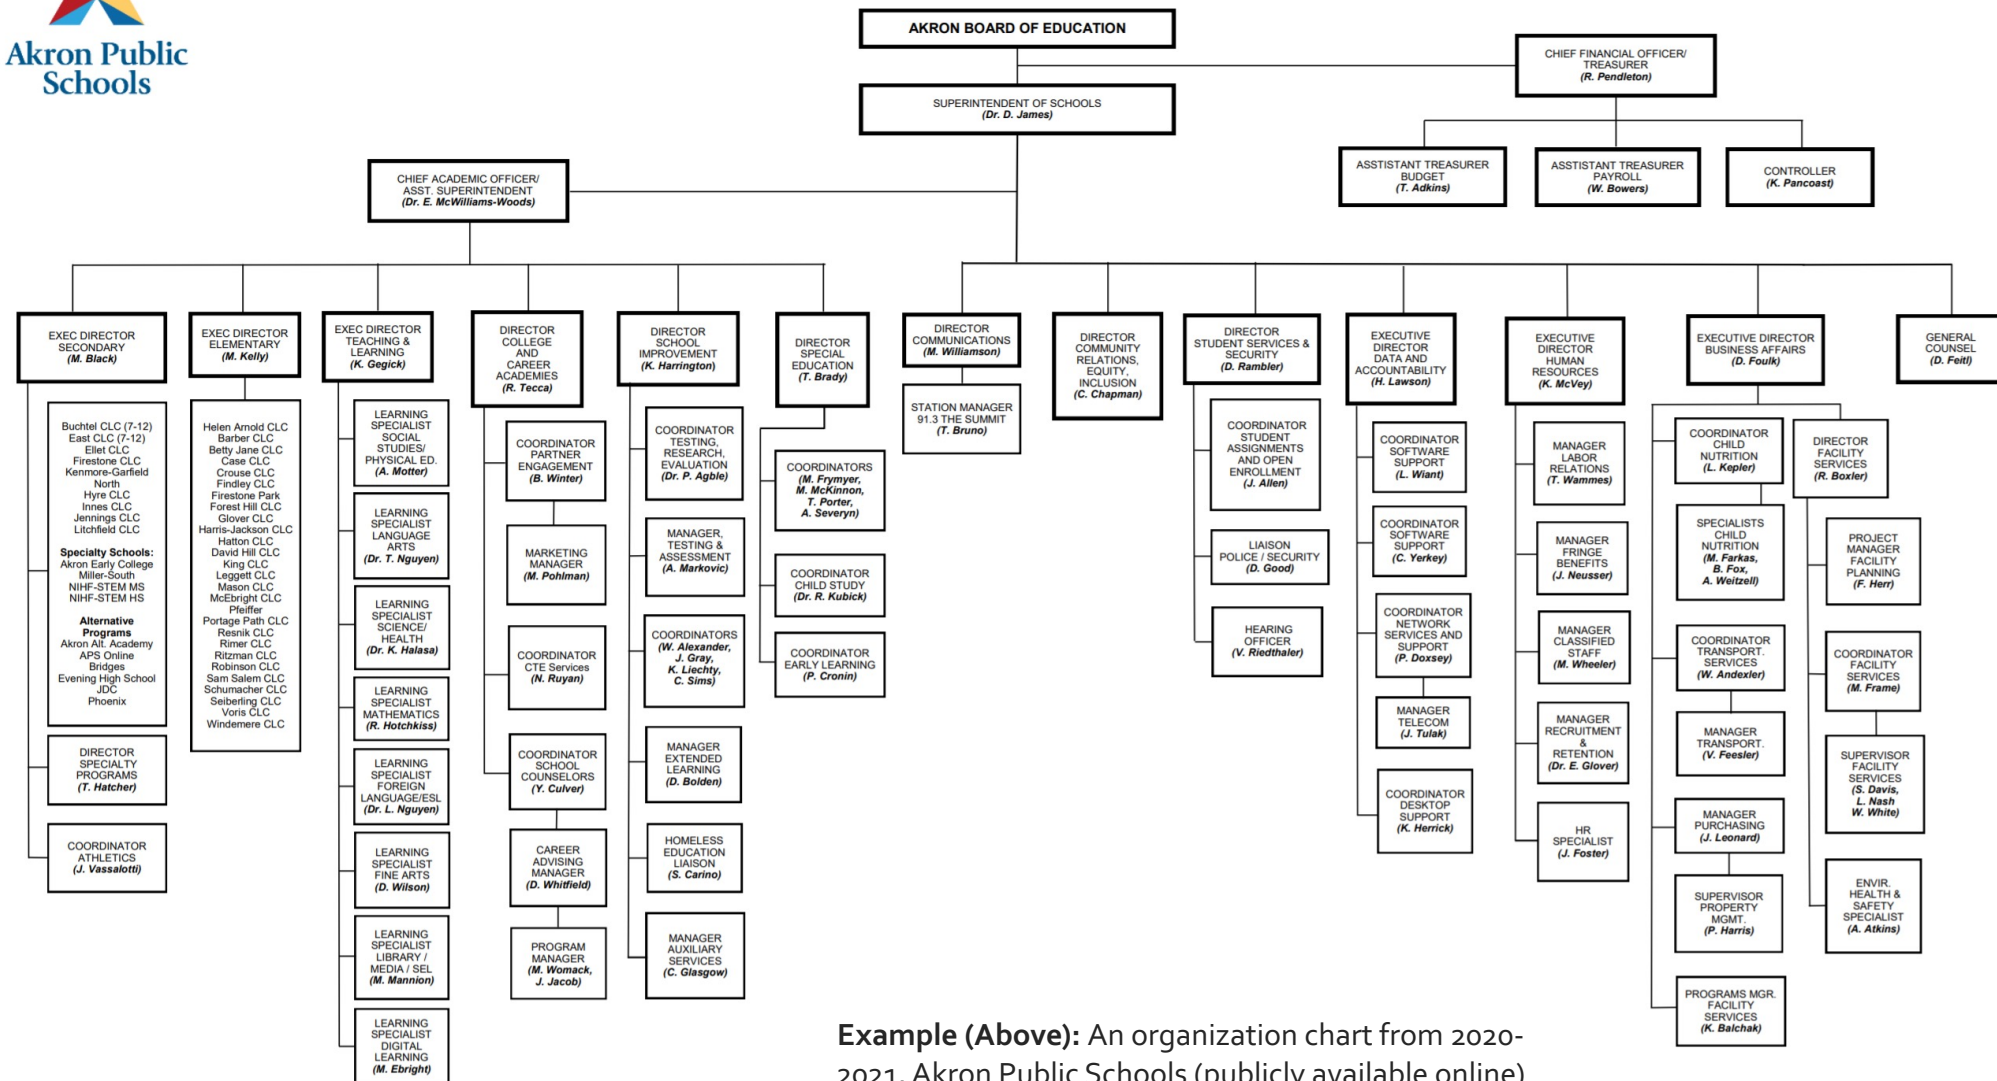 Akron Public
Schools
AKRON BOARD OF EDUCATION
CHIEF FINANCIAL OFFICER/
TREASURER
(R. Pendleton)
SUPERINTENDENT OF SCHOOLS
(Dr. D. James)
ASSTISTANT TREASURER
BUDGET
(T. Adkins)
ASSTISTANT TREASURER
PAYROLL
(W. Bowers)
CONTROLLER
(K. Pancoast)
CHIEF ACADEMIC OFFICER/
ASST. SUPERINTENDENT
(Dr. E. McWilliams-Woods)
EXEC DIRECTOR
SECONDARY
(M. Black)
Buchtel CLC (7-12)
East CLC (7-12)
Ellet CLC
Firestone CLC
Kenmore-Garfield
North
Hyre CLC
Innes CLC
Jennings CLC
Litchfield CLC
Specialty Schools:
Akron Early College
Miller-South
NIHF-STEM MS
NIHF-STEM HS
Alternative
Programs
Akron Alt. Academy
APS Online
Bridges
Evening High School
JDC
Phoenix
DIRECTOR
SPECIALTY
PROGRAMS
(T. Hatcher)
COORDINATOR
ATHLETICS
(J. Vassalotti)
EXEC DIRECTOR
ELEMENTARY
(M. Kelly)
Helen Arnold CLC
Barber CLC
Betty Jane CLC
Case CLC
Crouse CLC
Findley CLC
Firestone Park
Forest Hill CLC
Glover CLC
Harris-Jackson CLC
Hatton CLC
David Hill CLC
King CLC
Leggett CLC
Mason CLC
McEbright CLC
Pfeiffer
Portage Path CLC
Resnik CLC
Rimer CLC
Ritzman CLC
Robinson CLC
Sam Salem CLC
Schumacher CLC
Seiberling CLC
Voris CLC
Windemere CLC
EXEC DIRECTOR
TEACHING &
LEARNING
(K. Gegick)
LEARNING
SPECIALIST
SOCIAL
STUDIES/
PHYSICAL ED.
(A. Motter)
LEARNING
SPECIALIST
LANGUAGE
ARTS
(Dr. T. Nguyen)
LEARNING
SPECIALIST
SCIENCE/
HEALTH
(Dr. K. Halasa)
LEARNING
SPECIALIST
MATHEMATICS
(R. Hotchkiss)
LEARNING
SPECIALIST
FOREIGN
LANGUAGE/ESL
(Dr. L. Nguyen)
LEARNING
SPECIALIST
FINE ARTS
(D. Wilson)
LEARNING
SPECIALIST
LIBRARY /
MEDIA / SEL
(M. Mannion)
LEARNING
SPECIALIST
DIGITAL
LEARNING
(M. Ebright)
DIRECTOR
COLLEGE
AND
CAREER
ACADEMIES
(R. Tecca)
COORDINATOR
PARTNER
ENGAGEMENT
(B. Winter)
MARKETING
MANAGER
(M. Pohlman)
COORDINATOR
CTE Services
(N. Ruyan)
COORDINATOR
SCHOOL
COUNSELORS
(Y. Culver)
CAREER
ADVISING
MANAGER
(D. Whitfield)
PROGRAM
MANAGER
(M. Womack,
J. Jacob)
DIRECTOR
SCHOOL
IMPROVEMENT
(K. Harrington)
COORDINATOR
TESTING,
RESEARCH,
EVALUATION
(Dr. P. Agble)
MANAGER,
TESTING &
ASSESSMENT
(A. Markovic)
COORDINATORS
(W. Alexander,
J. Gray,
K. Liechty,
C. Sims)
MANAGER
EXTENDED
LEARNING
(D. Bolden)
HOMELESS
EDUCATION
LIAISON
(S. Carino)
MANAGER
AUXILIARY
SERVICES
(C. Glasgow)
DIRECTOR
SPECIAL
EDUCATION
(T. Brady)
COORDINATORS
(M. Frymyer,
M. McKinnon,
T. Porter,
A. Severyn)
COORDINATOR
CHILD STUDY
(Dr. R. Kubick)
COORDINATOR
EARLY LEARNING
(P. Cronin)
DIRECTOR
COMMUNICATIONS
(M. Williamson)
STATION MANAGER
91.3 THE SUMMIT
(T. Bruno)
DIRECTOR
COMMUNITY
RELATIONS,
EQUITY,
INCLUSION
(C. Chapman)
DIRECTOR
STUDENT SERVICES &
SECURITY
(D. Rambler)
COORDINATOR
STUDENT
ASSIGNMENTS
AND OPEN
ENROLLMENT
(J. Allen)
LIAISON
POLICE / SECURITY
(D. Good)
HEARING
OFFICER
(V. Riedthaler)
EXECUTIVE
DIRECTOR
DATA AND
ACCOUNTABILITY
(H. Lawson)
COORDINATOR
SOFTWARE
SUPPORT
(L. Wiant)
COORDINATOR
SOFTWARE
SUPPORT
(C. Yerkey)
COORDINATOR
NETWORK
SERVICES AND
SUPPORT
(P. Doxsey)
MANAGER
TELECOM
(J. Tulak)
COORDINATOR
DESKTOP
SUPPORT
(K. Herrick)
EXECUTIVE
DIRECTOR
HUMAN
RESOURCES
(K. McVey)
MANAGER
LABOR
RELATIONS
(T. Wammes)
MANAGER
FRINGE
BENEFITS
(J. Neusser)
MANAGER
CLASSIFIED
STAFF
(M. Wheeler)
MANAGER
RECRUITMENT
&
RETENTION
(Dr. E. Glover)
HR
SPECIALIST
(J. Foster)
EXECUTIVE DIRECTOR
BUSINESS AFFAIRS
(D. Foulk)
COORDINATOR
CHILD
NUTRITION
(L. Kepler)
SPECIALISTS
CHILD
NUTRITION
(M. Farkas,
B. Fox,
A. Weitzell)
COORDINATOR
TRANSPORT.
SERVICES
(W. Andexler)
MANAGER
TRANSPORT.
(V. Feesler)
MANAGER
PURCHASING
(J. Leonard)
SUPERVISOR
PROPERTY
MGMT.
(P. Harris)
PROGRAMS MGR.
FACILITY
SERVICES
(K. Balchak)
DIRECTOR
FACILITY
SERVICES
(R. Boxler)
PROJECT
MANAGER
FACILITY
PLANNING
(F. Herr)
COORDINATOR
FACILITY
SERVICES
(M. Frame)
SUPERVISOR
FACILITY
SERVICES
(S. Davis,
L. Nash
W. White)
ENVIR.
HEALTH &
SAFETY
SPECIALIST
(A. Atkins)
GENERAL
COUNSEL
(D. Feitl)
Example (Above): An organization chart from 2020-
2021, Akron Public Schools (publicly available online)